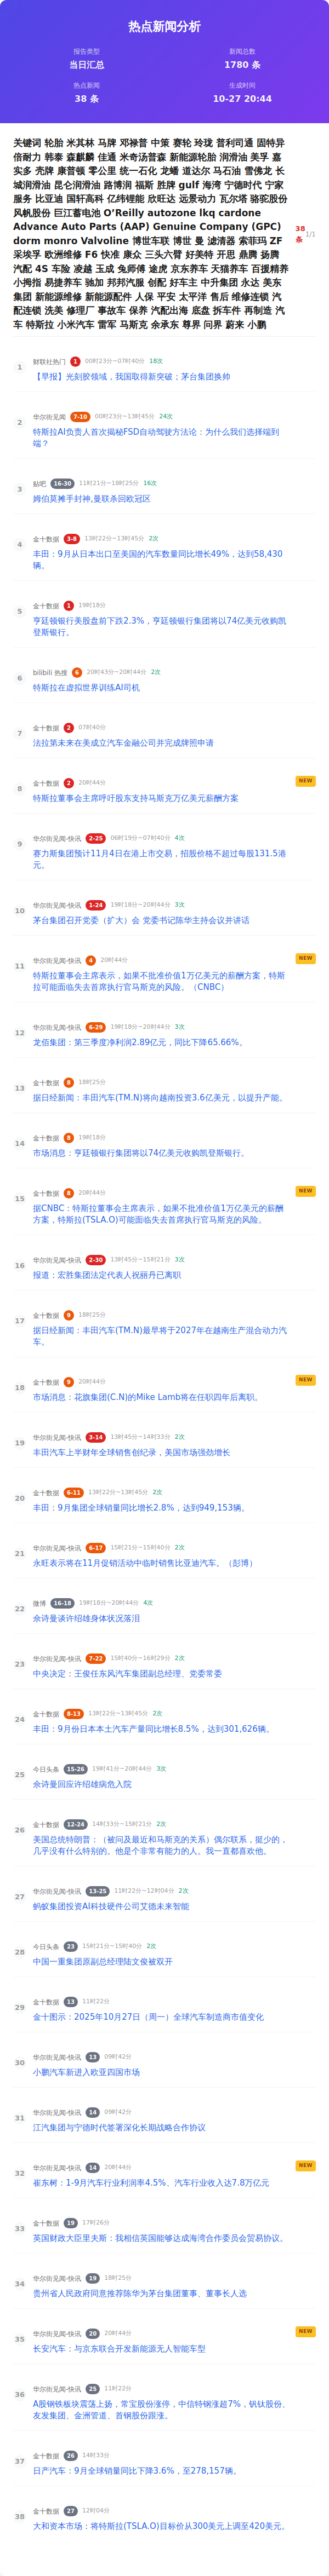 热点新闻分析
报告类型
当日汇总
新闻总数
1780 条
热点新闻
38 条
生成时间
10-27 20:44
关键词 轮胎 米其林 马牌 邓禄普 中策 赛轮 玲珑 普利司通 固特异
倍耐力 韩泰 森麒麟 佳通 米奇汤普森 新能源轮胎 润滑油 美孚 嘉
实多 壳牌 康普顿 零公里 统一石化 龙蟠 道达尔 马石油 雪佛龙 长
城润滑油 昆仑润滑油 路博润 福斯 胜牌 gulf 海湾 宁德时代 宁家
服务 比亚迪 国轩高科 亿纬锂能 欣旺达 远景动力 瓦尔塔 骆驼股份
风帆股份 巨江蓄电池 O’Reilly autozone lkq cardone
Advance Auto Parts (AAP) Genuine Company (GPC)
dorm mono Valvoline 博世车联 博世 曼 滤清器 索菲玛 ZF
采埃孚 欧洲维修 F6 快准 康众 三头六臂 好美特 开思 鼎腾 扬腾
汽配 4S 车险 凌趣 玉成 兔师傅 途虎 京东养车 天猫养车 百援精养
小拇指 易捷养车 驰加 邦邦汽服 创配 好车主 中升集团 永达 美东
集团 新能源维修 新能源配件 人保 平安 太平洋 售后 维修连锁 汽
配连锁 洗美 修理厂 事故车 保养 汽配出海 底盘 拆车件 再制造 汽
车 特斯拉 小米汽车 雷军 马斯克 余承东 尊界 问界 蔚来 小鹏
38
条
1/1
1
财联社热门 1 00时23分~07时40分 18次
【早报】光刻胶领域，我国取得新突破；茅台集团换帅
2
华尔街见闻 7-10 00时23分~13时45分 24次
特斯拉AI负责人首次揭秘FSD自动驾驶方法论：为什么我们选择端到
端？
3
贴吧 16-30 11时21分~18时25分 16次
姆伯莫摊手封神,曼联杀回欧冠区
4
金十数据 3-8 13时22分~13时45分 2次
丰田：9月从日本出口至美国的汽车数量同比增长49%，达到58,430
辆。
5
金十数据 1 19时18分
亨廷顿银行美股盘前下跌2.3%，亨廷顿银行集团将以74亿美元收购凯
登斯银行。
6
bilibili 热搜 6 20时43分~20时44分 2次
特斯拉在虚拟世界训练AI司机
7
金十数据 2 07时40分
法拉第未来在美成立汽车金融公司并完成牌照申请
8
金十数据 2 20时44分
NEW
特斯拉董事会主席呼吁股东支持马斯克万亿美元薪酬方案
9
华尔街见闻-快讯 2-25 06时19分~07时40分 4次
赛力斯集团预计11月4日在港上市交易，招股价格不超过每股131.5港
元。
10
华尔街见闻-快讯 1-24 19时18分~20时44分 3次
茅台集团召开党委（扩大）会 党委书记陈华主持会议并讲话
11
华尔街见闻-快讯 4 20时44分
NEW
特斯拉董事会主席表示，如果不批准价值1万亿美元的薪酬方案，特斯
拉可能面临失去首席执行官马斯克的风险。（CNBC）
12
华尔街见闻-快讯 6-29 19时18分~20时44分 3次
龙佰集团：第三季度净利润2.89亿元，同比下降65.66%。
13
金十数据 8 18时25分
据日经新闻：丰田汽车(TM.N)将向越南投资3.6亿美元，以提升产能。
14
金十数据 8 19时18分
市场消息：亨廷顿银行集团将以74亿美元收购凯登斯银行。
15
金十数据 8 20时44分
NEW
据CNBC：特斯拉董事会主席表示，如果不批准价值1万亿美元的薪酬
方案，特斯拉(TSLA.O)可能面临失去首席执行官马斯克的风险。
16
华尔街见闻-快讯 2-30 13时45分~15时21分 3次
报道：宏胜集团法定代表人祝丽丹已离职
17
金十数据 9 18时25分
据日经新闻：丰田汽车(TM.N)最早将于2027年在越南生产混合动力汽
车。
18
金十数据 9 20时44分
NEW
市场消息：花旗集团(C.N)的Mike Lamb将在任职四年后离职。
19
华尔街见闻-快讯 3-14 13时45分~14时33分 2次
丰田汽车上半财年全球销售创纪录，美国市场强劲增长
20
金十数据 6-11 13时22分~13时45分 2次
丰田：9月集团全球销量同比增长2.8%，达到949,153辆。
21
华尔街见闻-快讯 6-17 15时21分~15时40分 2次
永旺表示将在11月促销活动中临时销售比亚迪汽车。（彭博）
22
微博 16-18 19时18分~20时44分 4次
佘诗曼谈许绍雄身体状况落泪
23
华尔街见闻-快讯 7-22 15时40分~16时29分 2次
中央决定：王俊任东风汽车集团副总经理、党委常委
24
金十数据 8-13 13时22分~13时45分 2次
丰田：9月份日本本土汽车产量同比增长8.5%，达到301,626辆。
25
今日头条 15-26 19时41分~20时44分 3次
佘诗曼回应许绍雄病危入院
26
金十数据 12-24 14时33分~15时21分 2次
美国总统特朗普：（被问及最近和马斯克的关系）偶尔联系，挺少的，
几乎没有什么特别的。他是个非常有能力的人。我一直都喜欢他。
27
华尔街见闻-快讯 13-25 11时22分~12时04分 2次
蚂蚁集团投资AI科技硬件公司艾德未来智能
28
今日头条 23 15时21分~15时40分 2次
中国一重集团原副总经理陆文俊被双开
29
金十数据 13 11时22分
金十图示：2025年10月27日（周一）全球汽车制造商市值变化
30
华尔街见闻-快讯 13 09时42分
小鹏汽车新进入欧亚四国市场
31
华尔街见闻-快讯 14 09时42分
江汽集团与宁德时代签署深化长期战略合作协议
32
华尔街见闻-快讯 14 20时44分
NEW
崔东树：1-9月汽车行业利润率4.5%、汽车行业收入达7.8万亿元
33
金十数据 19 17时26分
英国财政大臣里夫斯：我相信英国能够达成海湾合作委员会贸易协议。
34
华尔街见闻-快讯 19 18时25分
贵州省人民政府同意推荐陈华为茅台集团董事、董事长人选
35
华尔街见闻-快讯 20 20时44分
NEW
长安汽车：与京东联合开发新能源无人智能车型
36
华尔街见闻-快讯 25 11时22分
A股钢铁板块震荡上扬，常宝股份涨停，中信特钢涨超7%，钒钛股份、
友发集团、金洲管道、首钢股份跟涨。
37
金十数据 26 14时33分
日产汽车：9月全球销量同比下降3.6%，至278,157辆。
38
金十数据 27 12时04分
大和资本市场：将特斯拉(TSLA.O)目标价从300美元上调至420美元。